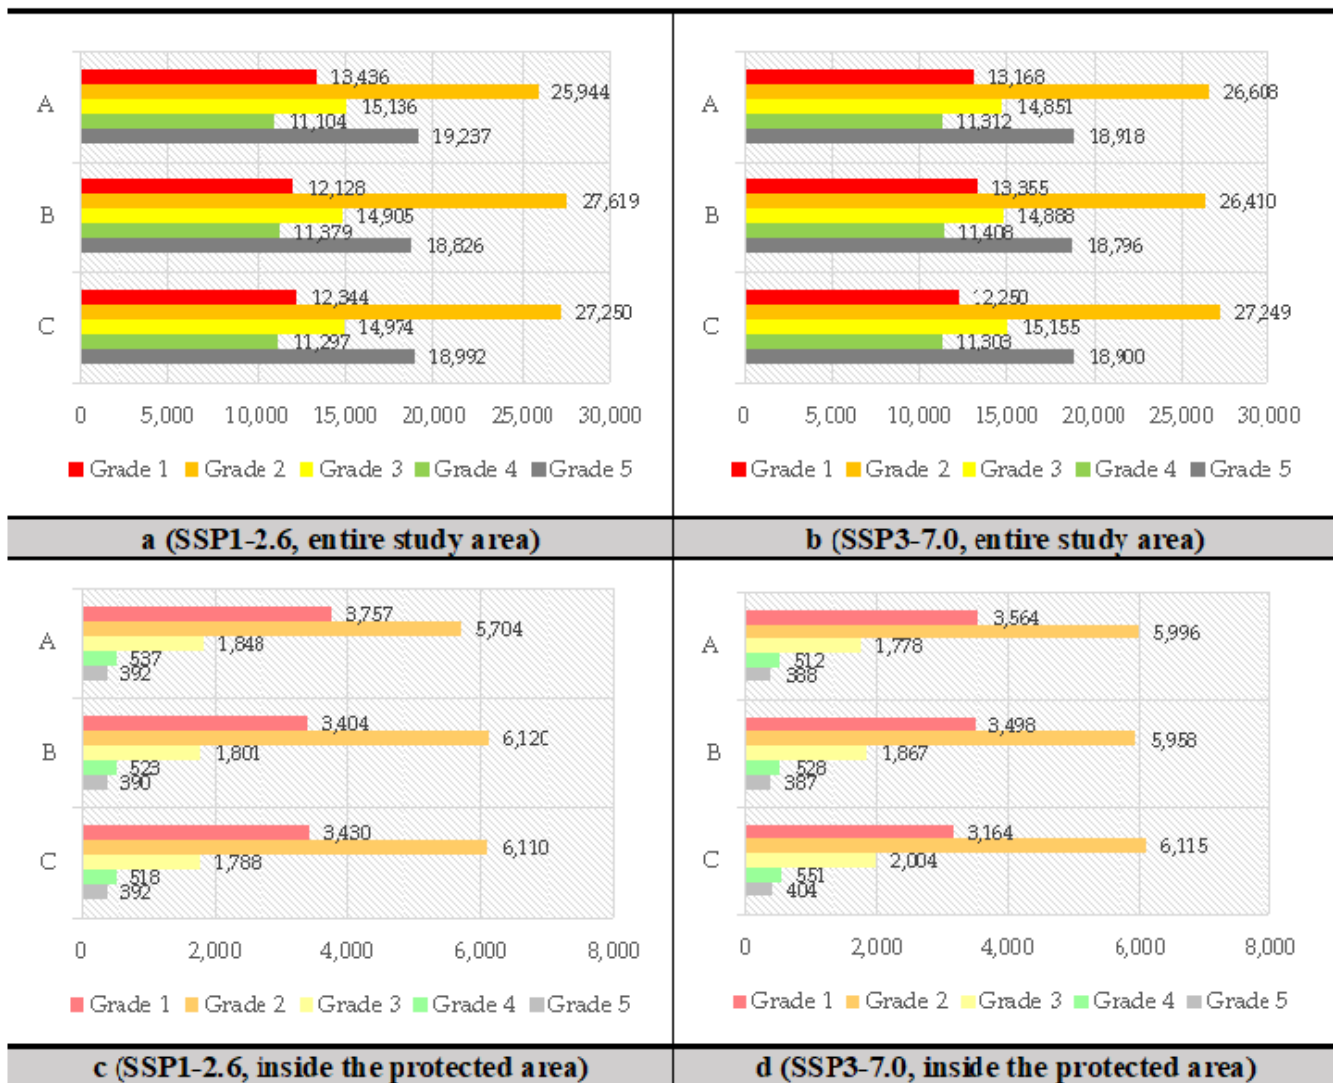 A
13,436
25,944
15,136
11,104
19,237
B
12,128
27,619
14,905
11,379
18,826
C
12,344
27,250
14,974
11,297
18,992
0 5,000 10,000 15,000 20,000 25,000 30,000
Grade 1 Grade 2 Grade 3 Grade 4 Grade 5
a (SSP1-2.6, entire study area)
A
13,168
26,608
14,851
11,312
18,918
B
13,355
26,410
14,888
11,408
18,796
C
12,250
27,249
15,155
11,303
18,900
0 5,000 10,000 15,000 20,000 25,000 30,000
Grade 1 Grade 2 Grade 3 Grade 4 Grade 5
b (SSP3-7.0, entire study area)
A
3,757
5,704
1,848
537
392
B
3,404
6,120
1,801
523
390
C
3,430
6,110
1,788
518
392
0 2,000 4,000 6,000 8,000
Grade 1 Grade 2 Grade 3 Grade 4 Grade 5
c (SSP1-2.6, inside the protected area)
A
3,564
5,996
1,778
512
388
B
3,498
5,958
1,867
528
387
C
3,164
6,115
2,004
551
404
0 2,000 4,000 6,000 8,000
Grade 1 Grade 2 Grade 3 Grade 4 Grade 5
d (SSP3-7.0, inside the protected area)